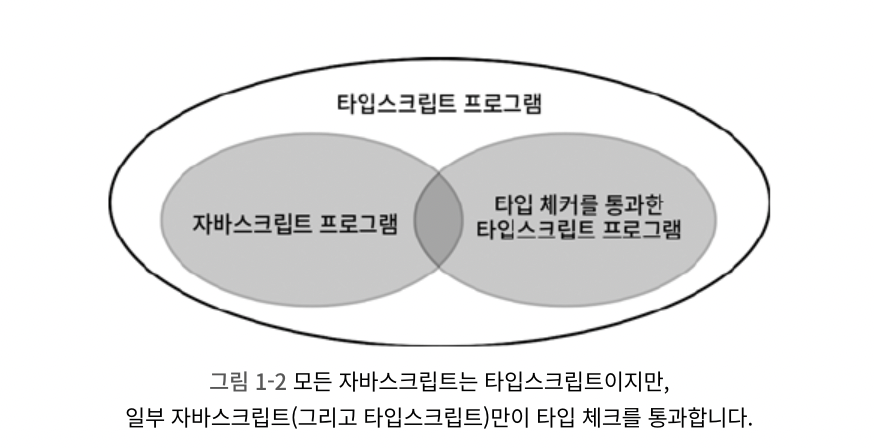 타입스크립트 프로그램
자바스크립트 프로그램
타입 체커를 통과한
타입스크립트 프로그램
그림 1-2 모든 자바스크립트는 타입스크립트이지만,
일부 자바스크립트(그리고 타입스크립트)만이 타입 체크를 통과합니다.